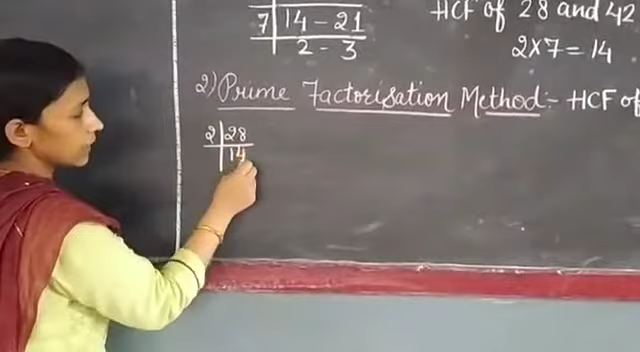 7 | 14 - 21
2 - 3
HCF of 28 and 42
2×7=14
2) Prime Factorisation Method:- HCF of
2 | 28
14